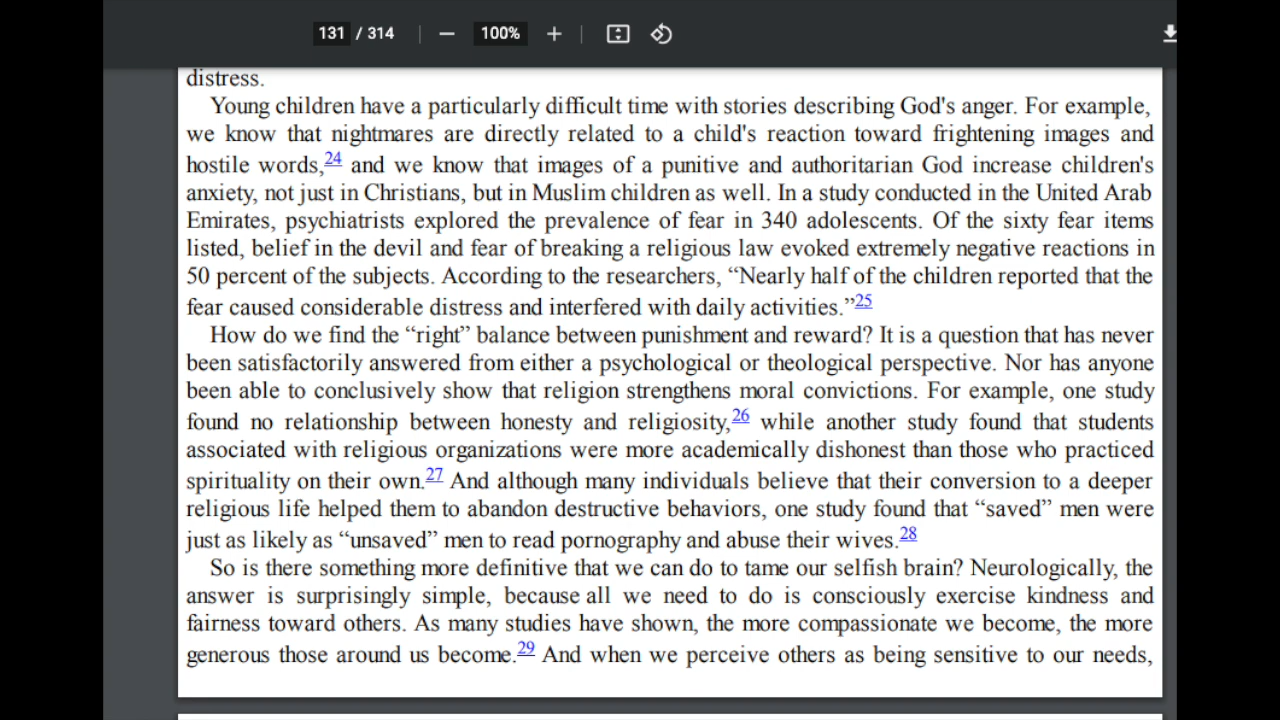 131 / 314 100%
distress.
Young children have a particularly difficult time with stories describing God's anger. For example,
we know that nightmares are directly related to a child's reaction toward frightening images and
hostile words,24 and we know that images of a punitive and authoritarian God increase children's
anxiety, not just in Christians, but in Muslim children as well. In a study conducted in the United Arab
Emirates, psychiatrists explored the prevalence of fear in 340 adolescents. Of the sixty fear items
listed, belief in the devil and fear of breaking a religious law evoked extremely negative reactions in
50 percent of the subjects. According to the researchers, “Nearly half of the children reported that the
fear caused considerable distress and interfered with daily activities.”25
How do we find the “right” balance between punishment and reward? It is a question that has never
been satisfactorily answered from either a psychological or theological perspective. Nor has anyone
been able to conclusively show that religion strengthens moral convictions. For example, one study
found no relationship between honesty and religiosity,26 while another study found that students
associated with religious organizations were more academically dishonest than those who practiced
spirituality on their own.27 And although many individuals believe that their conversion to a deeper
religious life helped them to abandon destructive behaviors, one study found that “saved” men were
just as likely as “unsaved” men to read pornography and abuse their wives.28
So is there something more definitive that we can do to tame our selfish brain? Neurologically, the
answer is surprisingly simple, because all we need to do is consciously exercise kindness and
fairness toward others. As many studies have shown, the more compassionate we become, the more
generous those around us become.29 And when we perceive others as being sensitive to our needs,